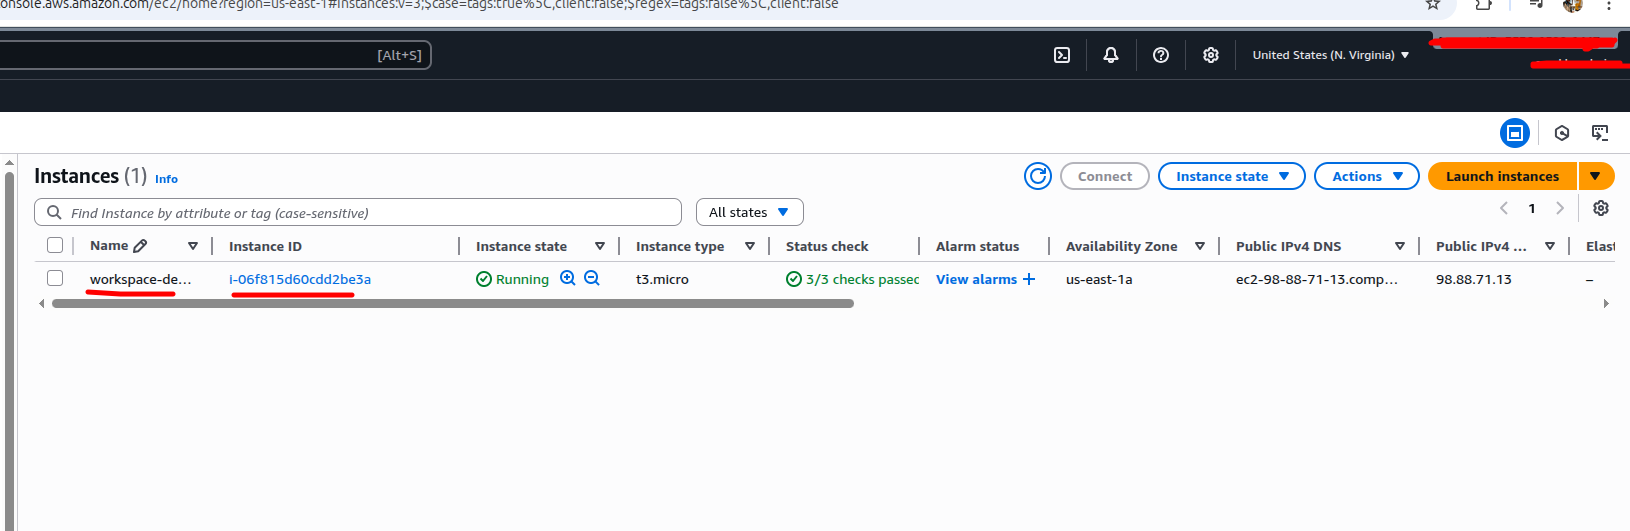 onsole.aws.amazon.com/ec2/home?region=us-east-1#Instances:v=3;$case=tags:true%5C,client:false;$regex=tags:false%5C,client:false
[Alt+S]
United States (N. Virginia)
Instances (1) Info
Connect
Instance state
Actions
Launch instances
Find Instance by attribute or tag (case-sensitive)
All states
1
Name Instance ID Instance state Instance type Status check Alarm status Availability Zone Public IPv4 DNS Public IPv4 ... Elast
workspace-de... i-06f815d60cdd2be3a Running t3.micro 3/3 checks passed View alarms + us-east-1a ec2-98-88-71-13.comp... 98.88.71.13 –